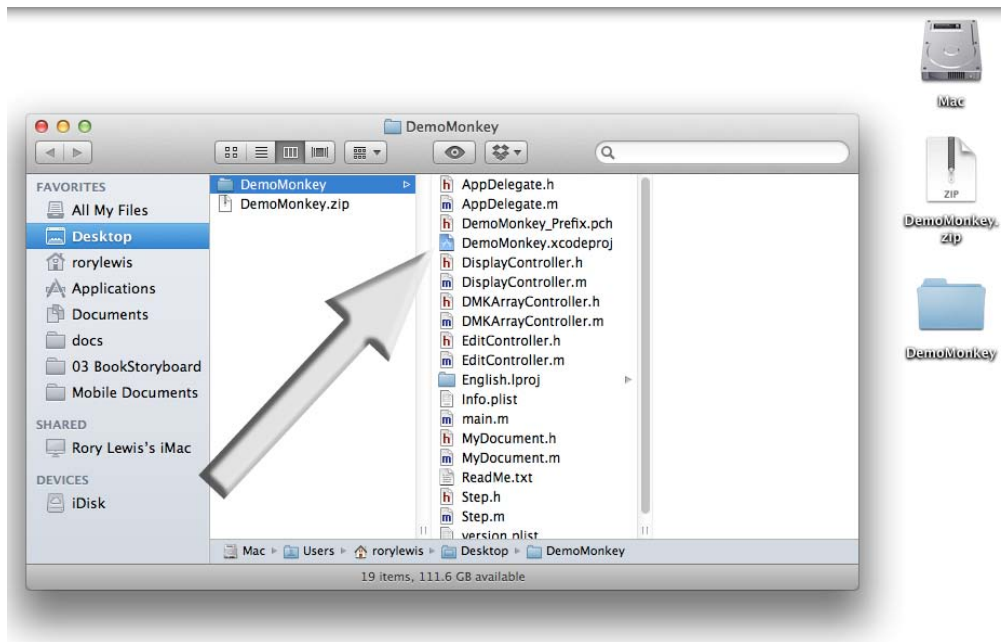 DemoMonkey
FAVORITES
All My Files
Desktop
rorylewis
Applications
Documents
docs
03 BookStoryboard
Mobile Documents
SHARED
Rory Lewis's iMac
DEVICES
iDisk
DemoMonkey
DemoMonkey.zip
AppDelegate.h
AppDelegate.m
DemoMonkey_Prefix.pch
DemoMonkey.xcodeproj
DisplayController.h
DisplayController.m
DMKArrayController.h
DMKArrayController.m
EditController.h
EditController.m
English.lproj
Info.plist
main.m
MyDocument.h
MyDocument.m
ReadMe.txt
Step.h
Step.m
version.plist
Mac Users rorylewis Desktop DemoMonkey
19 items, 111.6 GB available
Mac
ZIP
DemoMonkey.
zip
DemoMonkey